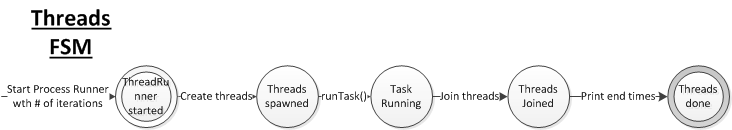 Threads
FSM
Start Process Runner
wth # of iterations
ThreadRu
nner
started
Create threads
Threads
spawned
runTask()
Task
Running
Join threads
Threads
Joined
Print end times
Threads
done